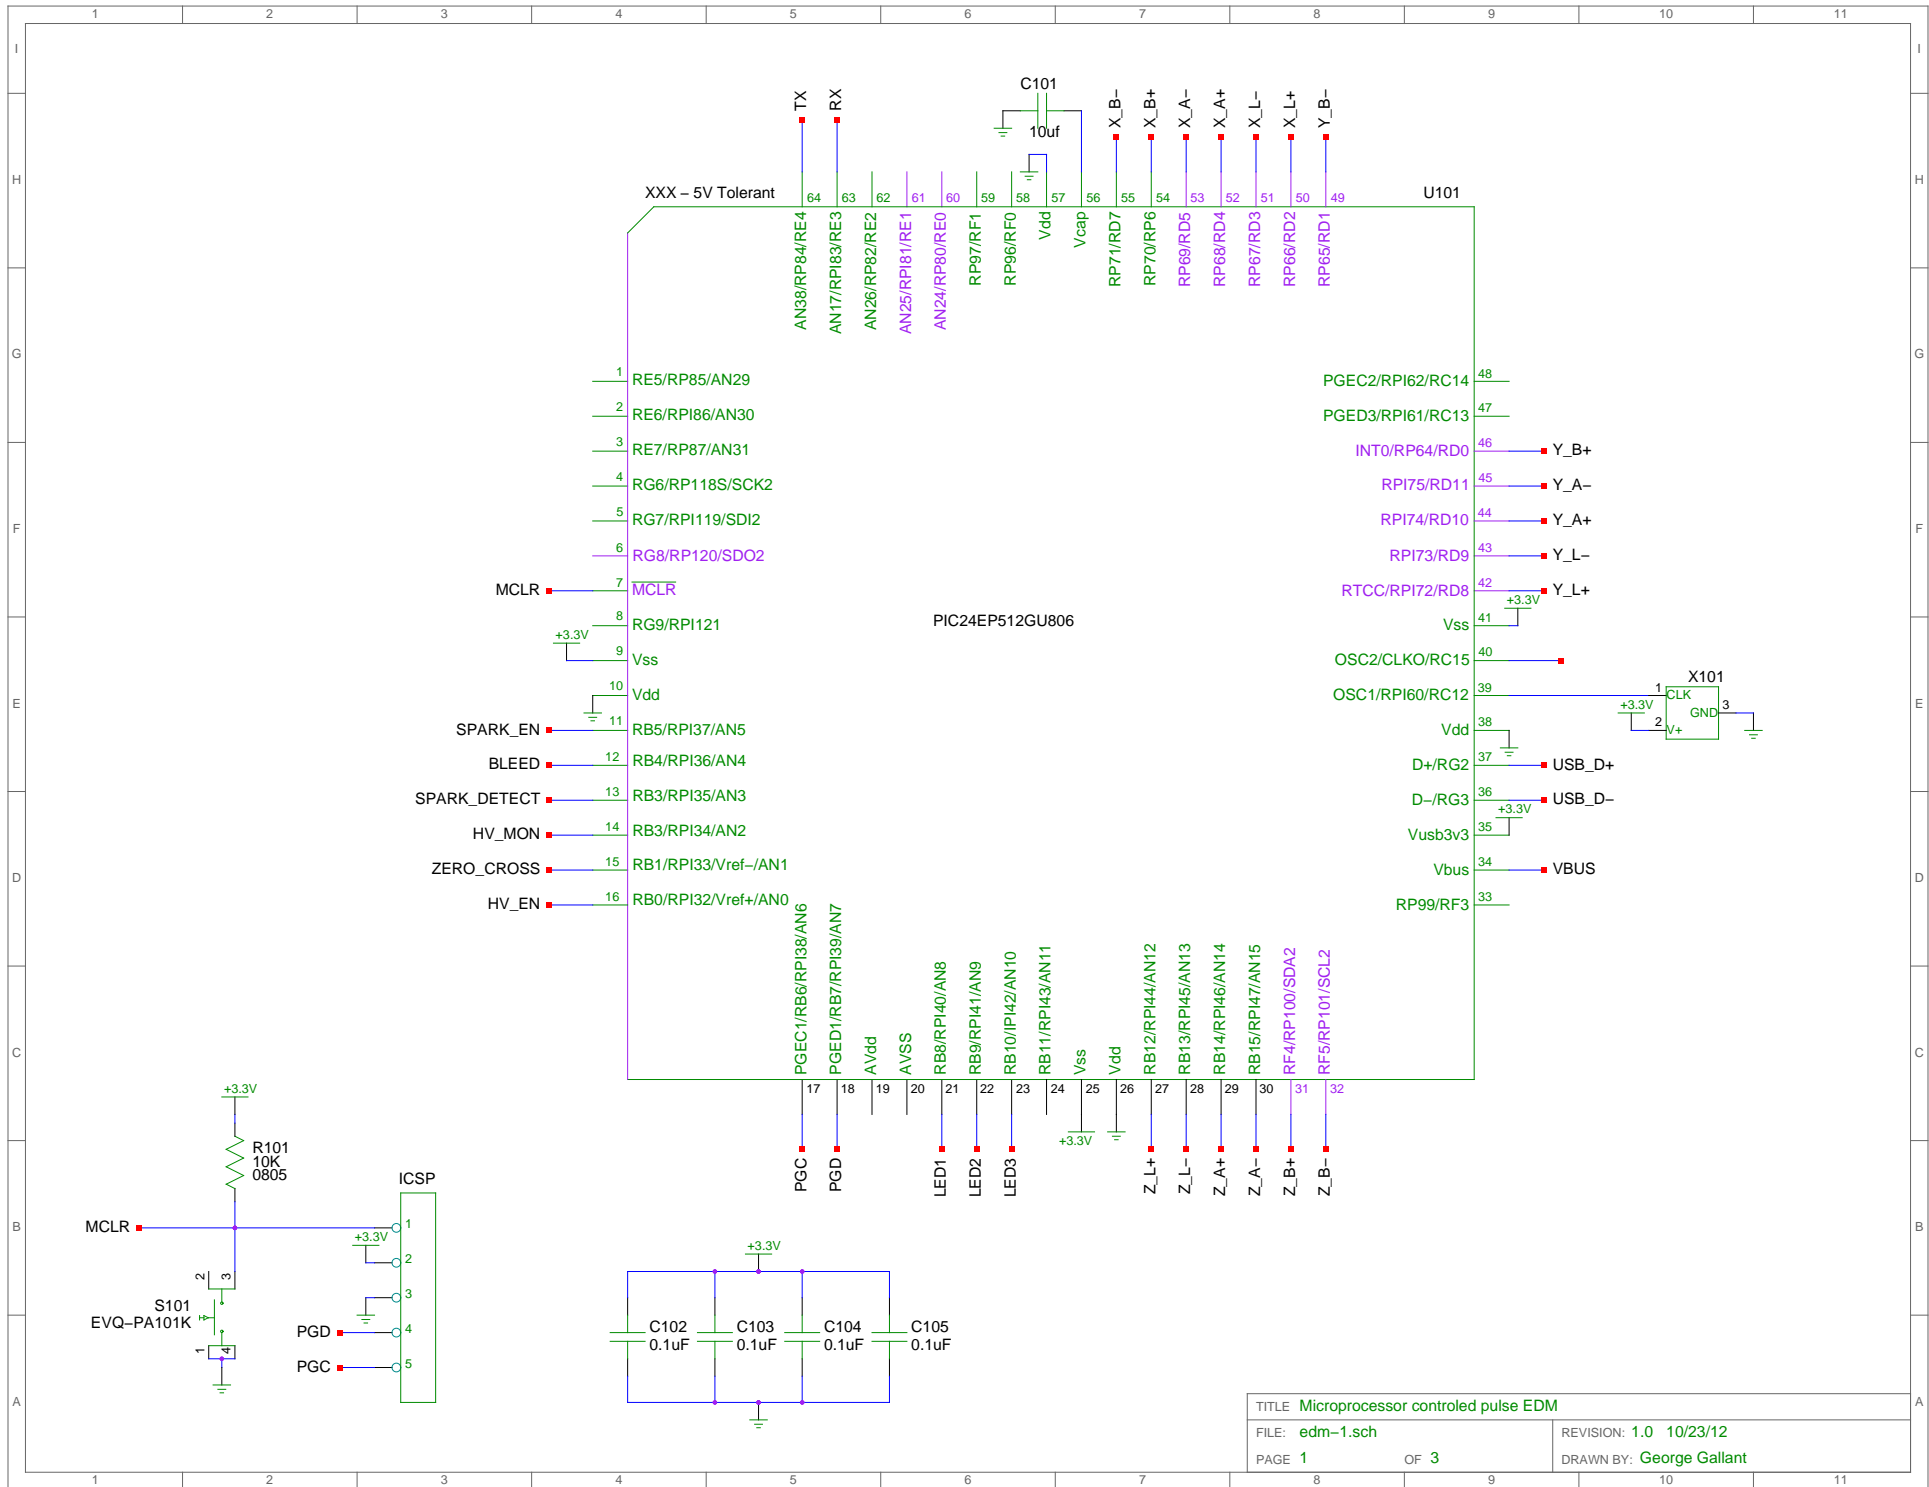 1 2 3 4 5 6 7 8 9 10 11
I I
H H
G G
F F
E E
D D
C C
B B
A A
TX
RX
C101
10uf
X_B−
X_B+
X_A−
X_A+
X_L−
X_L+
Y_B−
XXX − 5V Tolerant
U101
64 63 62 61 60 59 58 57 56 55 54 53 52 51 50 49
AN38/RP84/RE4
AN17/RPI83/RE3
AN26/RP82/RE2
AN25/RPI81/RE1
AN24/RP80/RE0
RP97/RF1
RP96/RF0
Vdd
Vcap
RP71/RD7
RP70/RP6
RP69/RD5
RP68/RD4
RP67/RD3
RP66/RD2
RP65/RD1
1 RE5/RP85/AN29
2 RE6/RPI86/AN30
3 RE7/RP87/AN31
4 RG6/RP118S/SCK2
5 RG7/RPI119/SDI2
6 RG8/RP120/SDO2
MCLR 7 MCLR
8 RG9/RPI121
+3.3V
9 Vss
10 Vdd
SPARK_EN 11 RB5/RPI37/AN5
BLEED 12 RB4/RPI36/AN4
SPARK_DETECT 13 RB3/RPI35/AN3
HV_MON 14 RB3/RPI34/AN2
ZERO_CROSS 15 RB1/RPI33/Vref−/AN1
HV_EN 16 RB0/RPI32/Vref+/AN0
PIC24EP512GU806
PGEC2/RPI62/RC14 48
PGED3/RPI61/RC13 47
INT0/RP64/RD0 46 Y_B+
RPI75/RD11 45 Y_A−
RPI74/RD10 44 Y_A+
RPI73/RD9 43 Y_L−
RTCC/RPI72/RD8 42 Y_L+
+3.3V
Vss 41
OSC2/CLKO/RC15 40
OSC1/RPI60/RC12 39
Vdd 38
D+/RG2 37 USB_D+
D−/RG3 36 USB_D−
+3.3V
Vusb3v3 35
Vbus 34 VBUS
RP99/RF3 33
X101
1 CLK
+3.3V
GND 3
2 V+
PGEC1/RB6/RPI38/AN6
PGED1/RB7/RPI39/AN7
AVdd
AVSS
RB8/RPI40/AN8
RB9/RPI41/AN9
RB10/IPI42/AN10
RB11/RPI43/AN11
Vss
Vdd
RB12/RPI44/AN12
RB13/RPI45/AN13
RB14/RPI46/AN14
RB15/RPI47/AN15
RF4/RP100/SDA2
RF5/RP101/SCL2
17 18 19 20 21 22 23 24 25 26 27 28 29 30 31 32
+3.3V
PGC
PGD
LED1
LED2
LED3
Z_L+
Z_L−
Z_A+
Z_A−
Z_B+
Z_B−
+3.3V
R101
10K
0805
ICSP
MCLR
1
+3.3V
2
3
PGD 4
PGC 5
2 3
S101
EVQ−PA101K
1 4
+3.3V
C102
0.1uF
C103
0.1uF
C104
0.1uF
C105
0.1uF
TITLE Microprocessor controled pulse EDM
FILE: edm−1.sch
REVISION: 1.0 10/23/12
PAGE 1 OF 3
DRAWN BY: George Gallant
1 2 3 4 5 6 7 8 9 10 11